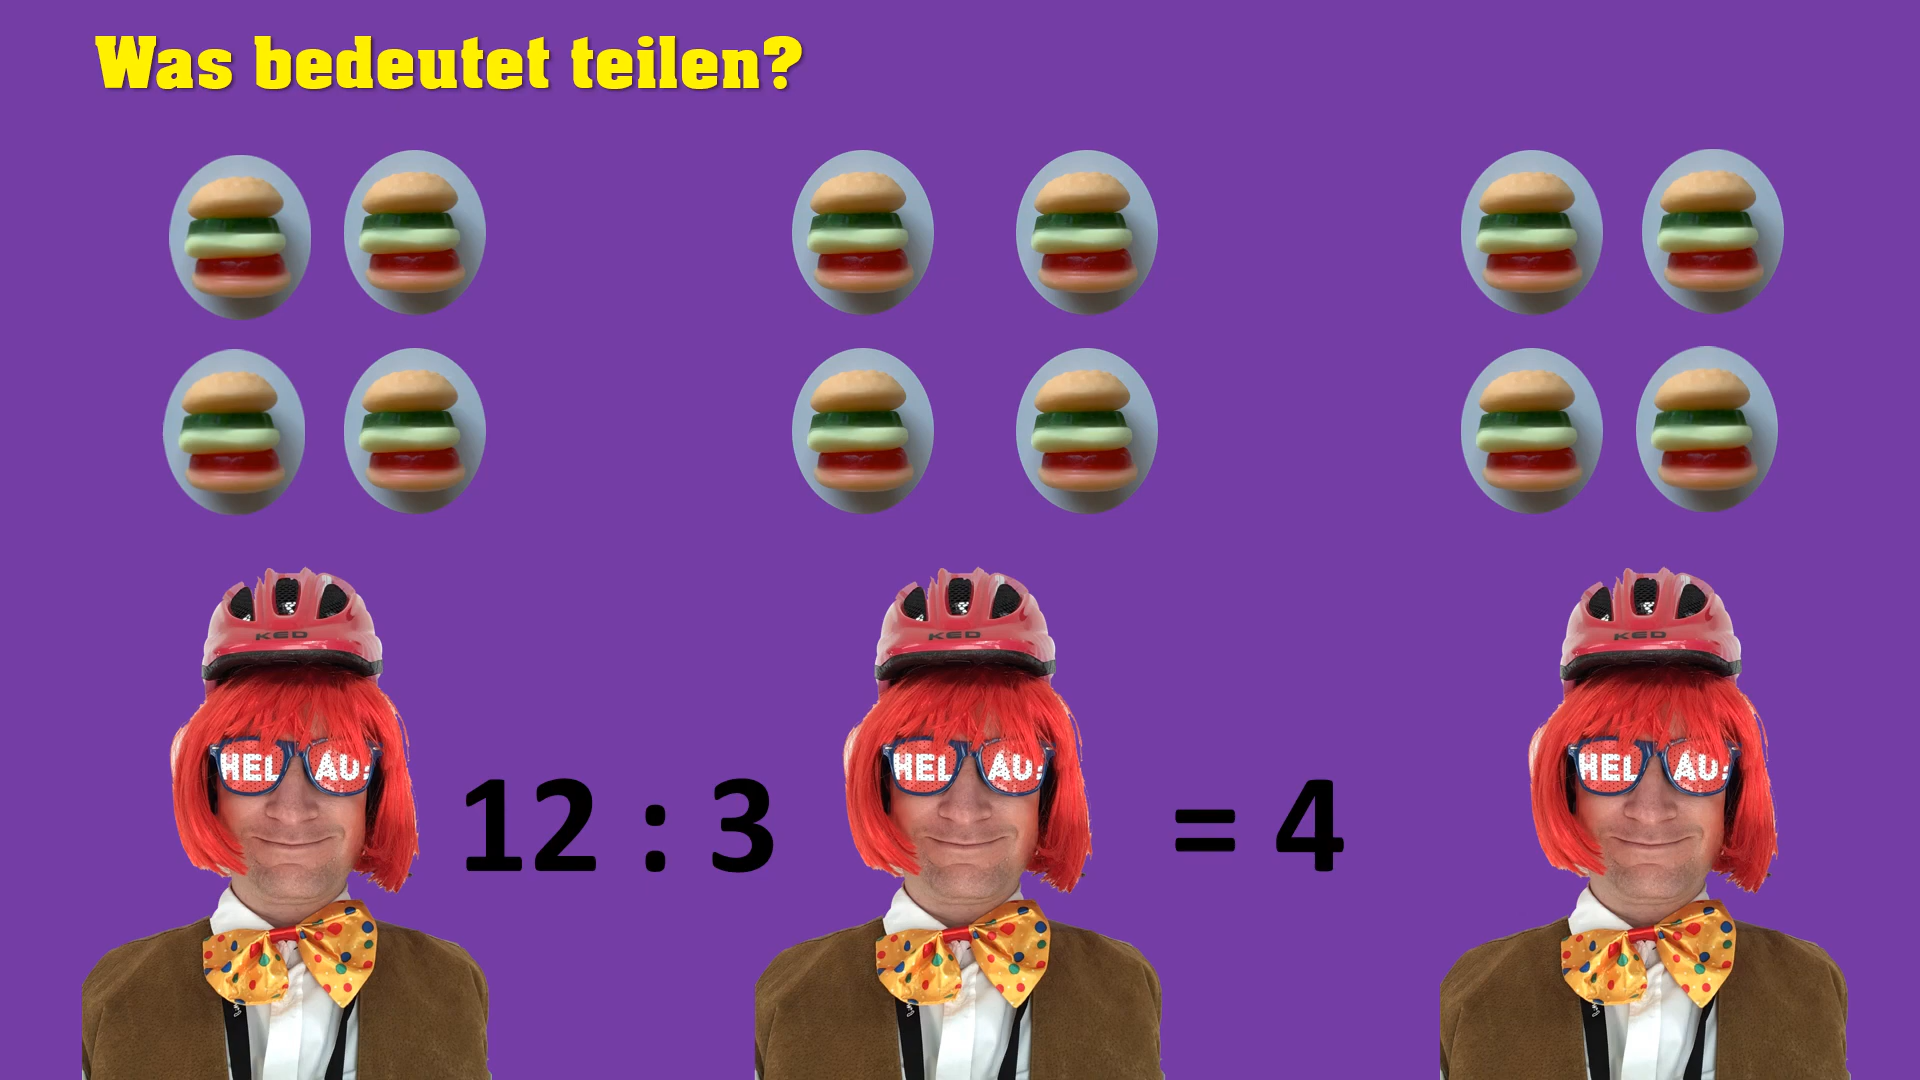 Was bedeutet teilen?
KED
KED
KED
HEL AU:
HEL AU:
HEL AU:
12 : 3 = 4